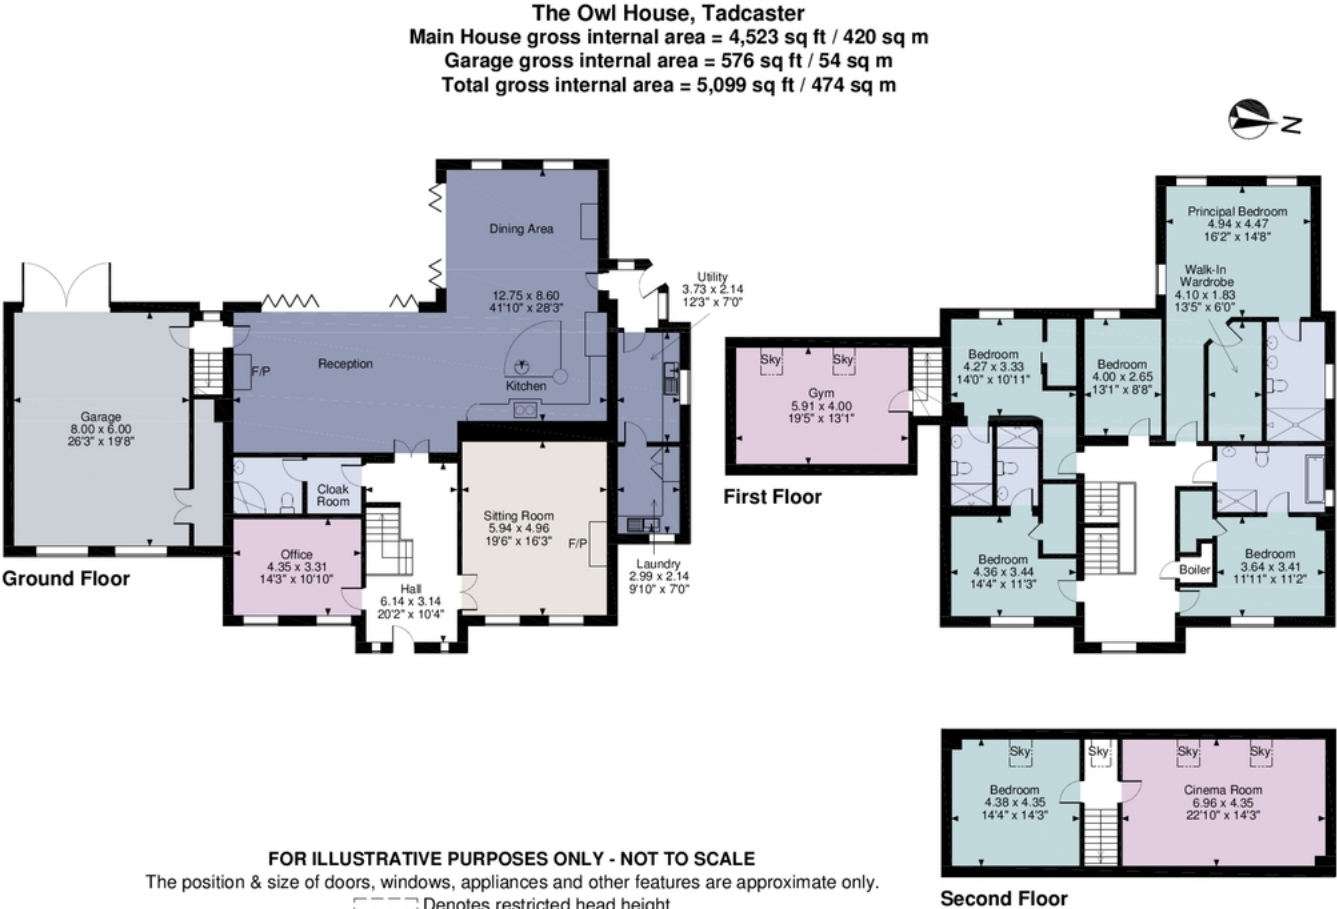 The Owl House, Tadcaster
Main House gross internal area = 4,523 sq ft / 420 sq m
Garage gross internal area = 576 sq ft / 54 sq m
Total gross internal area = 5,099 sq ft / 474 sq m
N
Dining Area
12.75 x 8.60
41'10" x 28'3"
Utility
3.73 x 2.14
12'3" x 7'0"
Reception
F/P
Kitchen
Garage
8.00 x 6.00
26'3" x 19'8"
Cloak
Room
Sitting Room
5.94 x 4.96
19'6" x 16'3"
F/P
Office
4.35 x 3.31
14'3" x 10'10"
Hall
6.14 x 3.14
20'2" x 10'4"
Laundry
2.99 x 2.14
9'10" x 7'0"
Ground Floor
Principal Bedroom
4.94 x 4.47
16'2" x 14'8"
Walk-In
Wardrobe
4.10 x 1.83
13'5" x 6'0"
Bedroom
4.27 x 3.33
14'0" x 10'11"
Bedroom
4.00 x 2.65
13'1" x 8'8"
Sky
Sky
Gym
5.91 x 4.00
19'5" x 13'1"
First Floor
Bedroom
4.36 x 3.44
14'4" x 11'3"
Boiler
Bedroom
3.64 x 3.41
11'11" x 11'2"
Sky
Sky
Sky
Sky
Bedroom
4.38 x 4.35
14'4" x 14'3"
Cinema Room
6.96 x 4.35
22'10" x 14'3"
Second Floor
FOR ILLUSTRATIVE PURPOSES ONLY - NOT TO SCALE
The position & size of doors, windows, appliances and other features are approximate only.
Denotes restricted head height